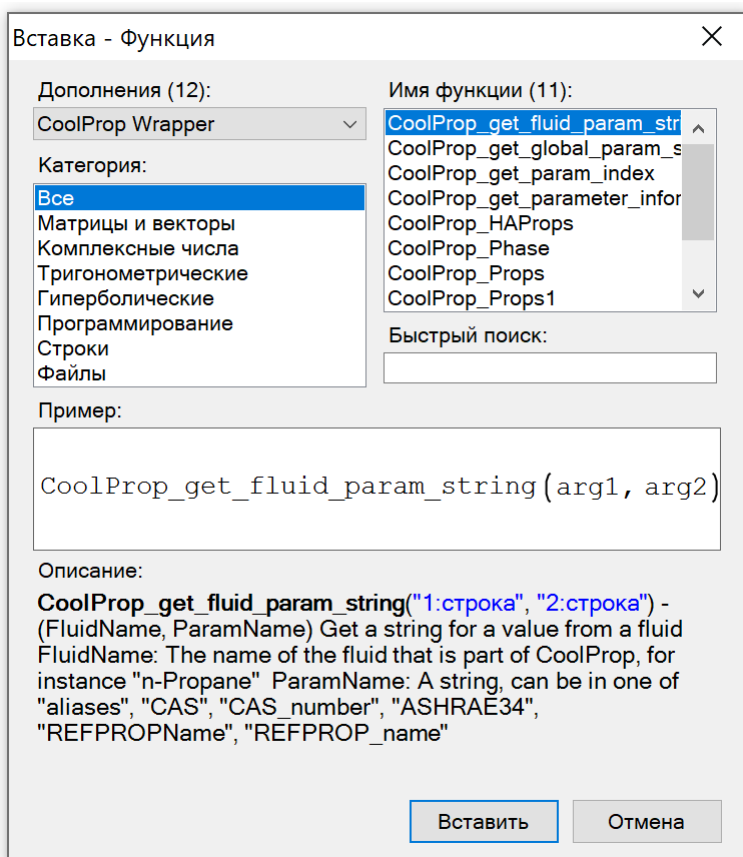 Вставка - Функция
Дополнения (12):
CoolProp Wrapper
Категория:
Все
Матрицы и векторы
Комплексные числа
Тригонометрические
Гиперболические
Программирование
Строки
Файлы
Имя функции (11):
CoolProp_get_fluid_param_stri
CoolProp_get_global_param_s
CoolProp_get_param_index
CoolProp_get_parameter_infor
CoolProp_HAProps
CoolProp_Phase
CoolProp_Props
CoolProp_Props1
Быстрый поиск:
Пример:
CoolProp_get_fluid_param_string(arg1, arg2)
Описание:
CoolProp_get_fluid_param_string("1:строка", "2:строка") -
(FluidName, ParamName) Get a string for a value from a fluid
FluidName: The name of the fluid that is part of CoolProp, for
instance "n-Propane"  ParamName: A string, can be in one of
"aliases", "CAS", "CAS_number", "ASHRAE34",
"REFPROPName", "REFPROP_name"
Вставить
Отмена